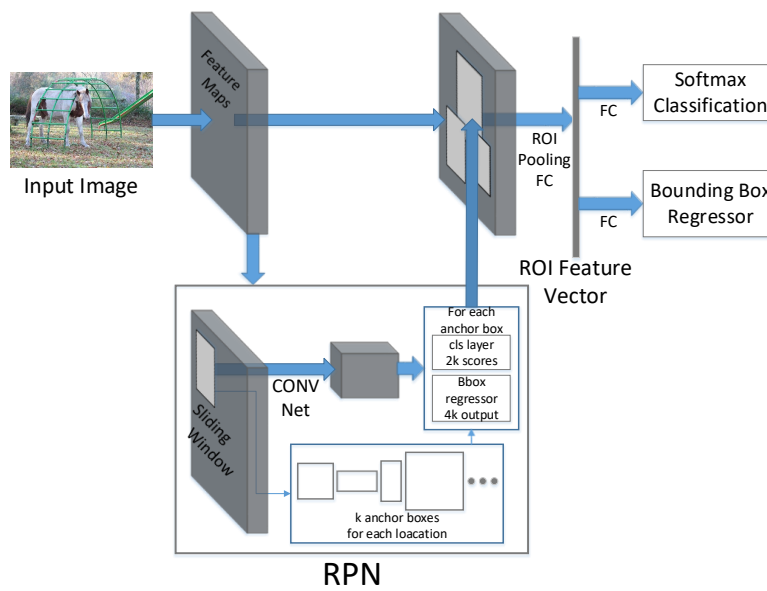 Feature
Maps
Input Image
ROI
Pooling
FC
FC
Softmax
Classification
FC
Bounding Box
Regressor
ROI Feature
Vector
Sliding
Window
CONV
Net
For each
anchor box
cls layer
2k scores
Bbox
regressor
4k output
k anchor boxes
for each loacation
RPN